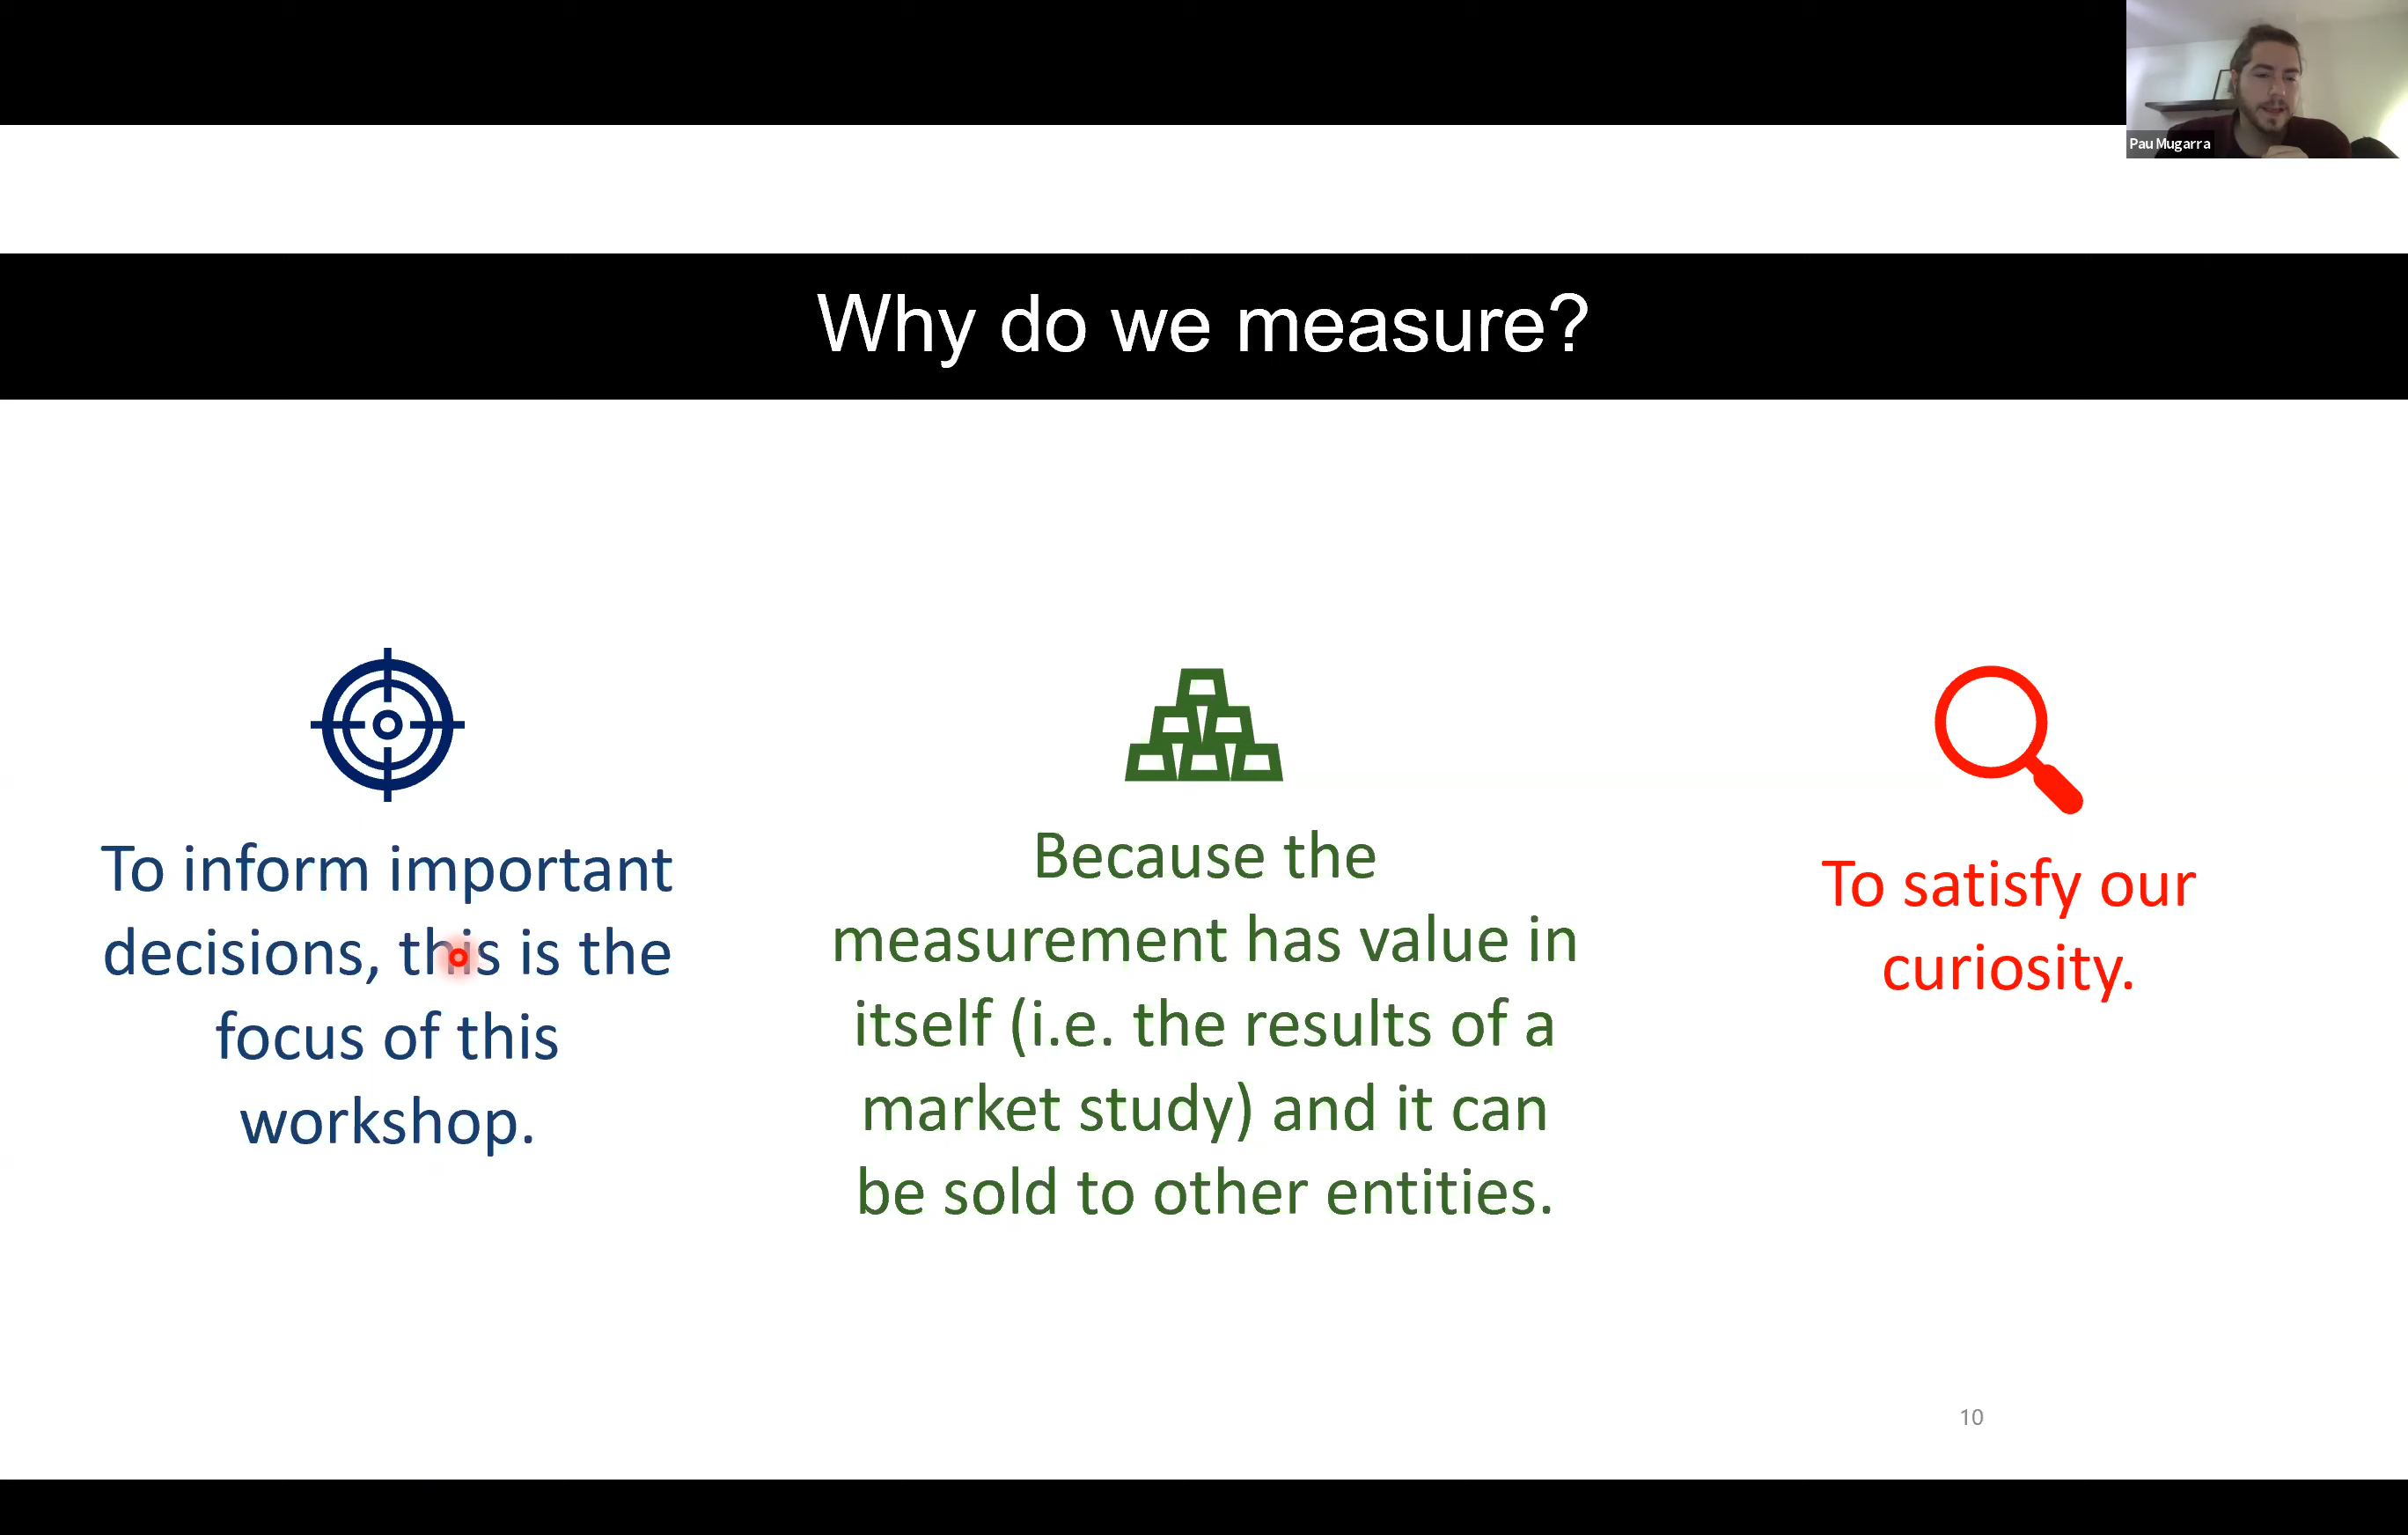 Pau Mugarra
Why do we measure?
To inform important
decisions, this is the
focus of this
workshop.
Because the
measurement has value in
itself (i.e. the results of a
market study) and it can
be sold to other entities.
To satisfy our
curiosity.
10